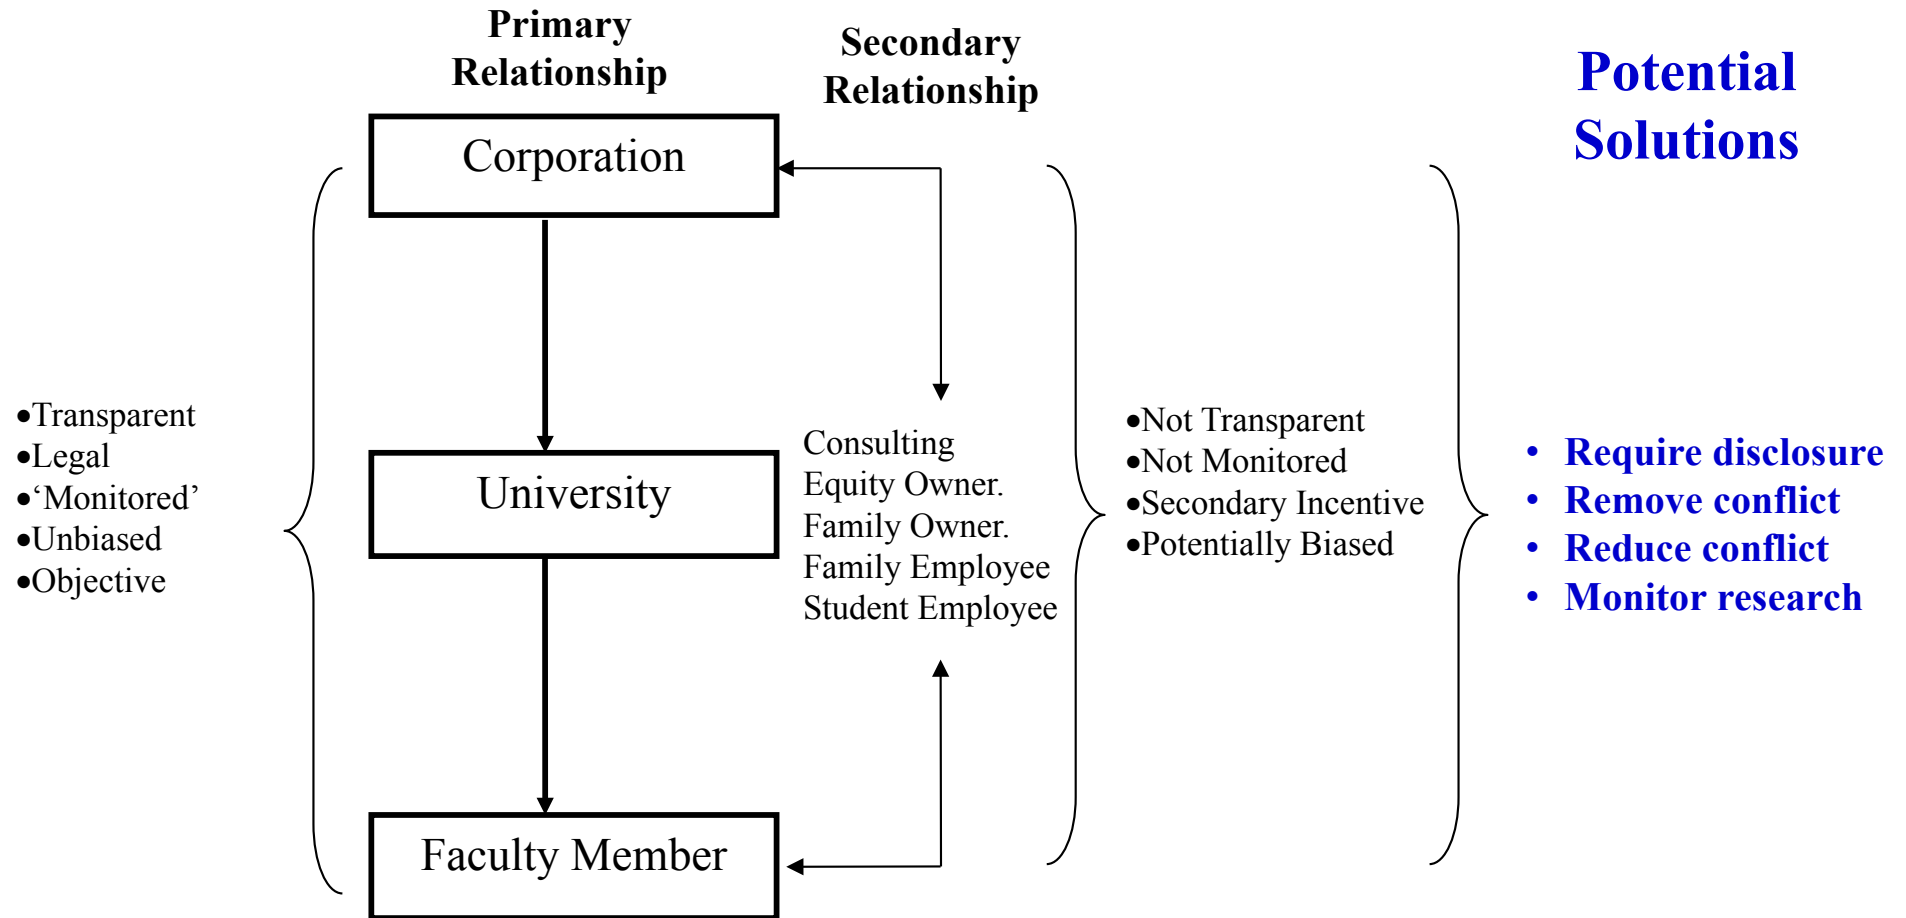 Primary
Relationship
Secondary
Relationship
Potential
Solutions
Corporation
University
Faculty Member
•Transparent
•Legal
•‘Monitored’
•Unbiased
•Objective
Consulting
Equity Owner.
Family Owner.
Family Employee
Student Employee
•Not Transparent
•Not Monitored
•Secondary Incentive
•Potentially Biased
• Require disclosure
• Remove conflict
• Reduce conflict
• Monitor research